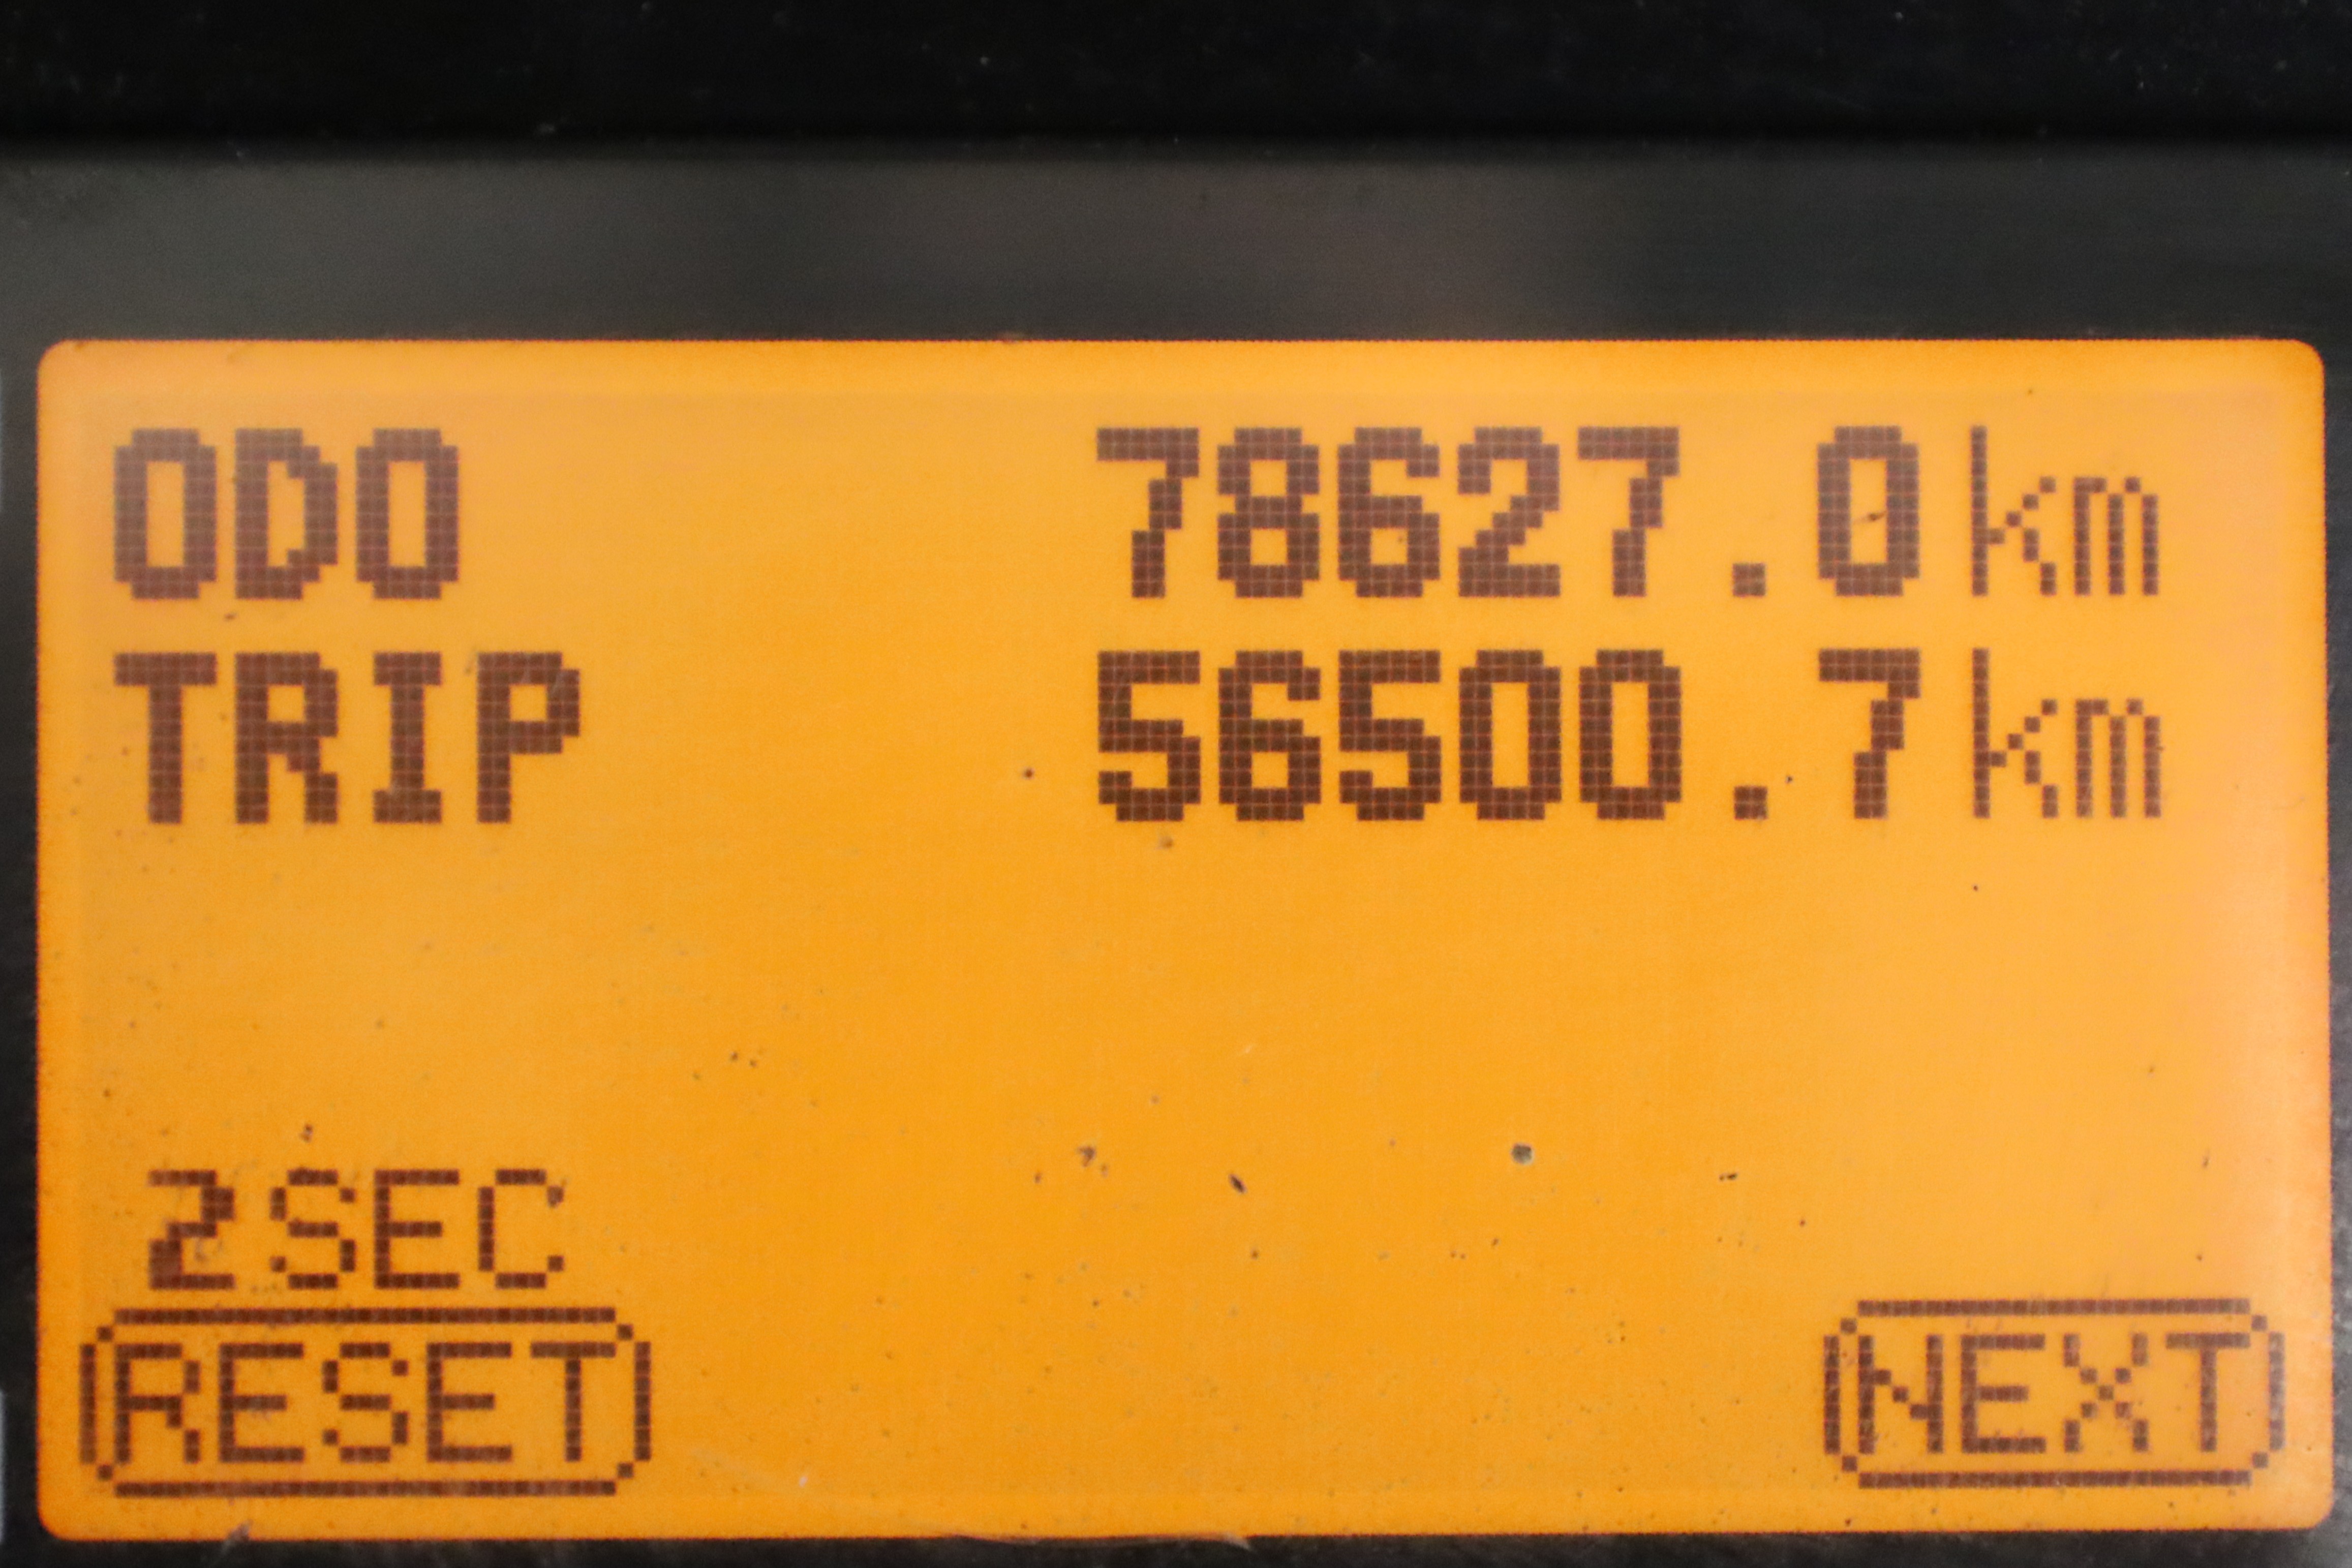 ODO 78627.0km
TRIP 56500.7km
2SEC
RESET NEXT